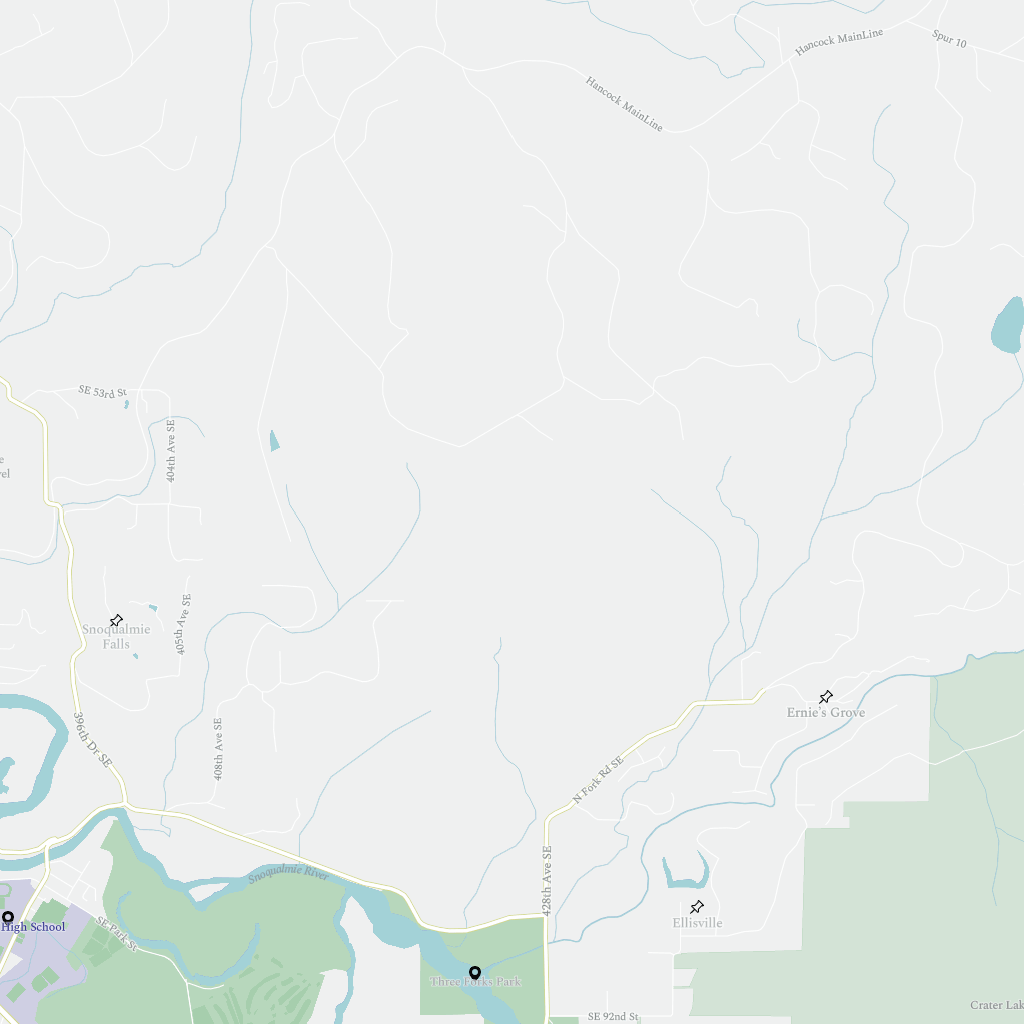 Hancock MainLine
Spur 10
Hancock MainLine
SE 53rd St
404th Ave SE
Snoqualmie
Falls
405th Ave SE
396th Dr SE
408th Ave SE
Ernie's Grove
N Fork Rd SE
428th Ave SE
Snoqualmie River
High School
SE Park St
Ellisville
Three Forks Park
SE 92nd St
Crater Lak